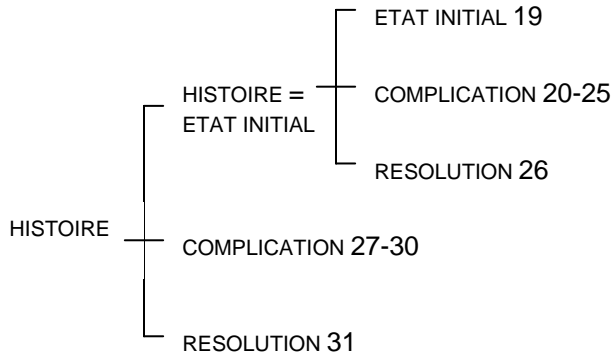 ETAT INITIAL 19
HISTOIRE =
ETAT INITIAL
COMPLICATION 20-25
RESOLUTION 26
HISTOIRE
COMPLICATION 27-30
RESOLUTION 31